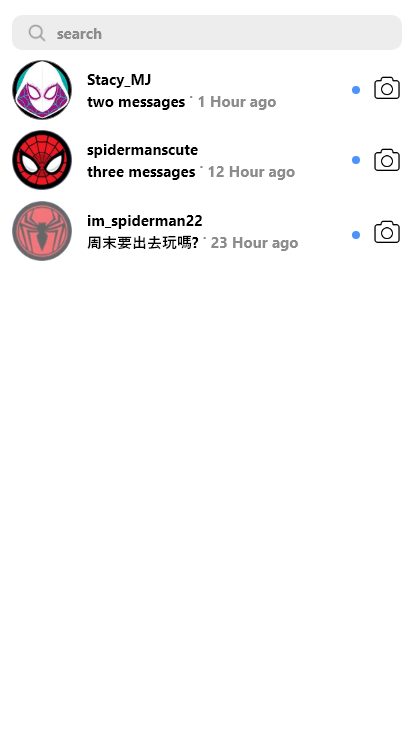 search
Stacy_MJ
two messages ˙ 1 Hour ago
spidermanscute
three messages ˙ 12 Hour ago
im_spiderman22
周末要出去玩嗎? ˙ 23 Hour ago